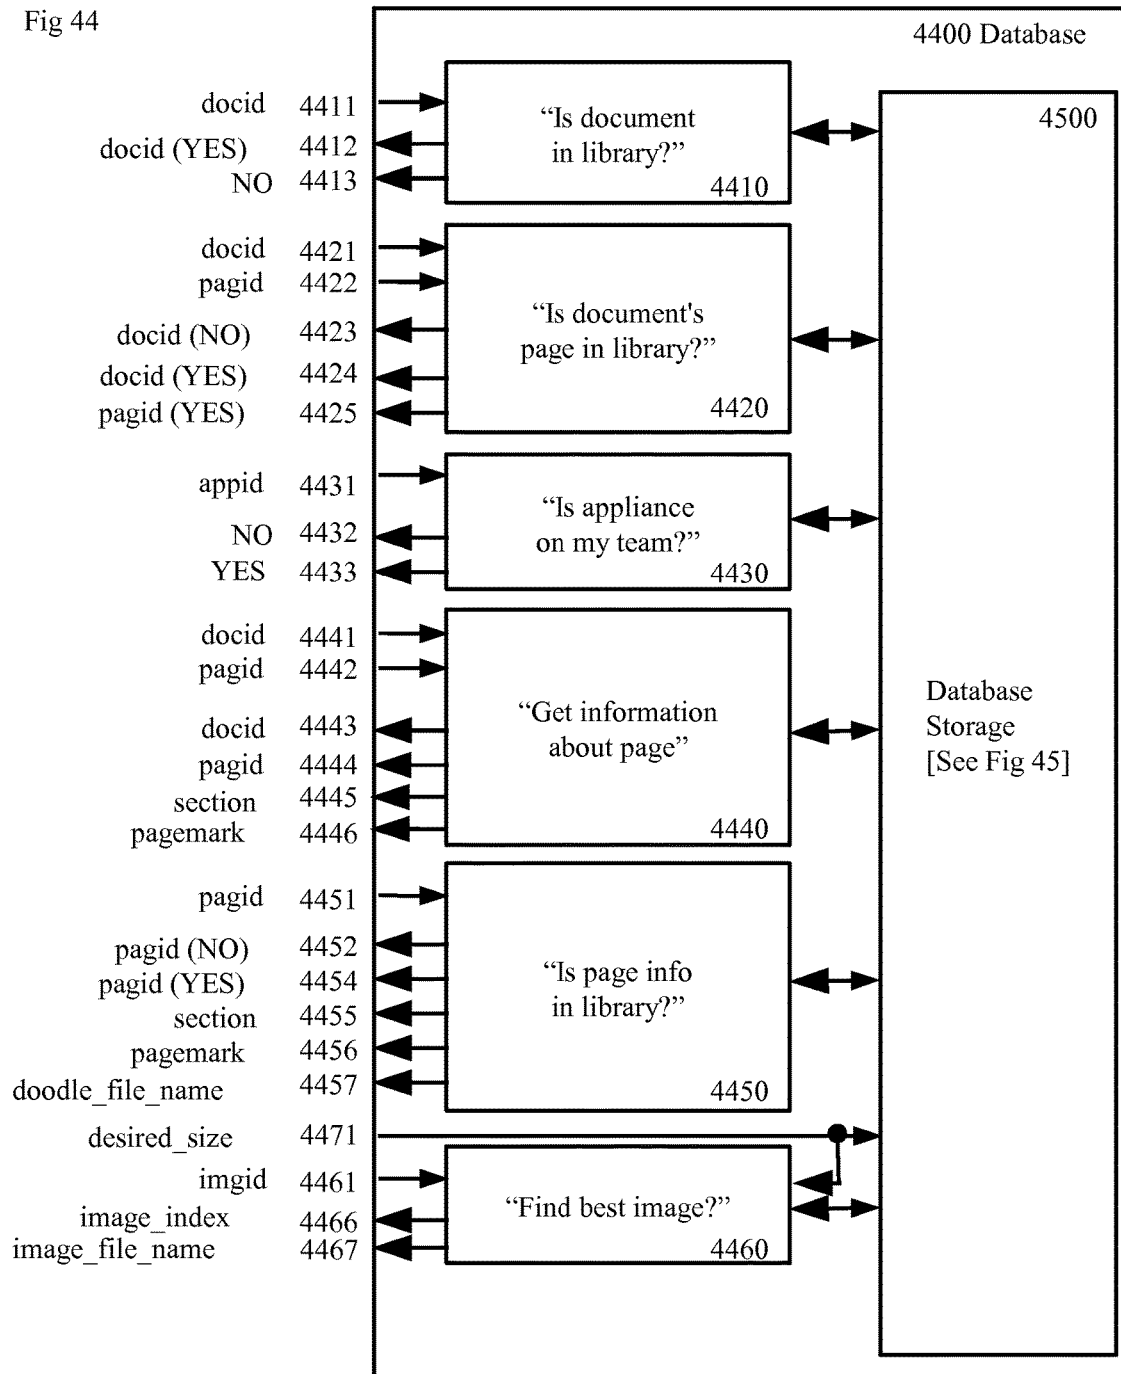 Fig 44
4400 Database
4500
docid 4411
docid (YES) 4412
NO 4413
“Is document
in library?”
4410
docid 4421
pagid 4422
docid (NO) 4423
docid (YES) 4424
pagid (YES) 4425
“Is document's
page in library?”
4420
appid 4431
NO 4432
YES 4433
“Is appliance
on my team?”
4430
docid 4441
pagid 4442
docid 4443
pagid 4444
section 4445
pagemark 4446
“Get information
about page”
4440
Database
Storage
[See Fig 45]
pagid 4451
pagid (NO) 4452
pagid (YES) 4454
section 4455
pagemark 4456
doodle_file_name 4457
“Is page info
in library?”
4450
desired_size 4471
imgid 4461
image_index 4466
image_file_name 4467
“Find best image?”
4460